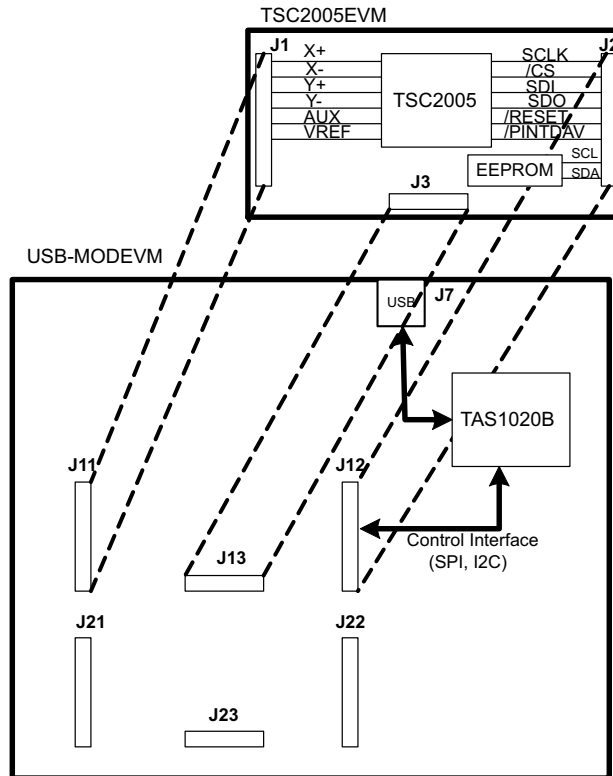 TSC2005EVM
J1
J2
X+
X-
Y+
Y-
AUX
VREF
TSC2005
SCLK
/CS
SDI
SDO
/RESET
/PINTDAV
EEPROM
SCL
SDA
J3
USB-MODEVM
USB
J7
TAS1020B
J11
J12
Control Interface
(SPI, I2C)
J13
J21
J22
J23